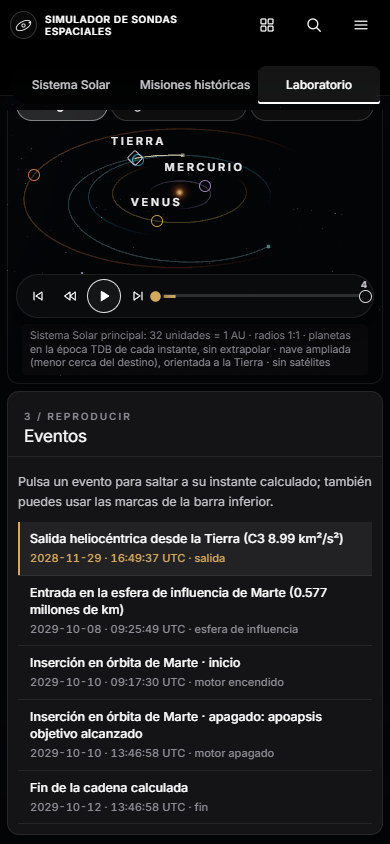 SIMULADOR DE SONDAS
ESPACIALES
Sistema Solar Misiones históricas Laboratorio
TIERRA
MERCURIO
VENUS
4
Sistema Solar principal: 32 unidades = 1 AU · radios 1:1 · planetas
en la época TDB de cada instante, sin extrapolar · nave ampliada
(menor cerca del destino), orientada a la Tierra · sin satélites
3 / REPRODUCIR
Eventos
Pulsa un evento para saltar a su instante calculado; también
puedes usar las marcas de la barra inferior.
Salida heliocéntrica desde la Tierra (C3 8.99 km²/s²)
2028-11-29 · 16:49:37 UTC · salida
Entrada en la esfera de influencia de Marte (0.577
millones de km)
2029-10-08 · 09:25:49 UTC · esfera de influencia
Inserción en órbita de Marte · inicio
2029-10-10 · 09:17:30 UTC · motor encendido
Inserción en órbita de Marte · apagado: apoapsis
objetivo alcanzado
2029-10-10 · 13:46:58 UTC · motor apagado
Fin de la cadena calculada
2029-10-12 · 13:46:58 UTC · fin